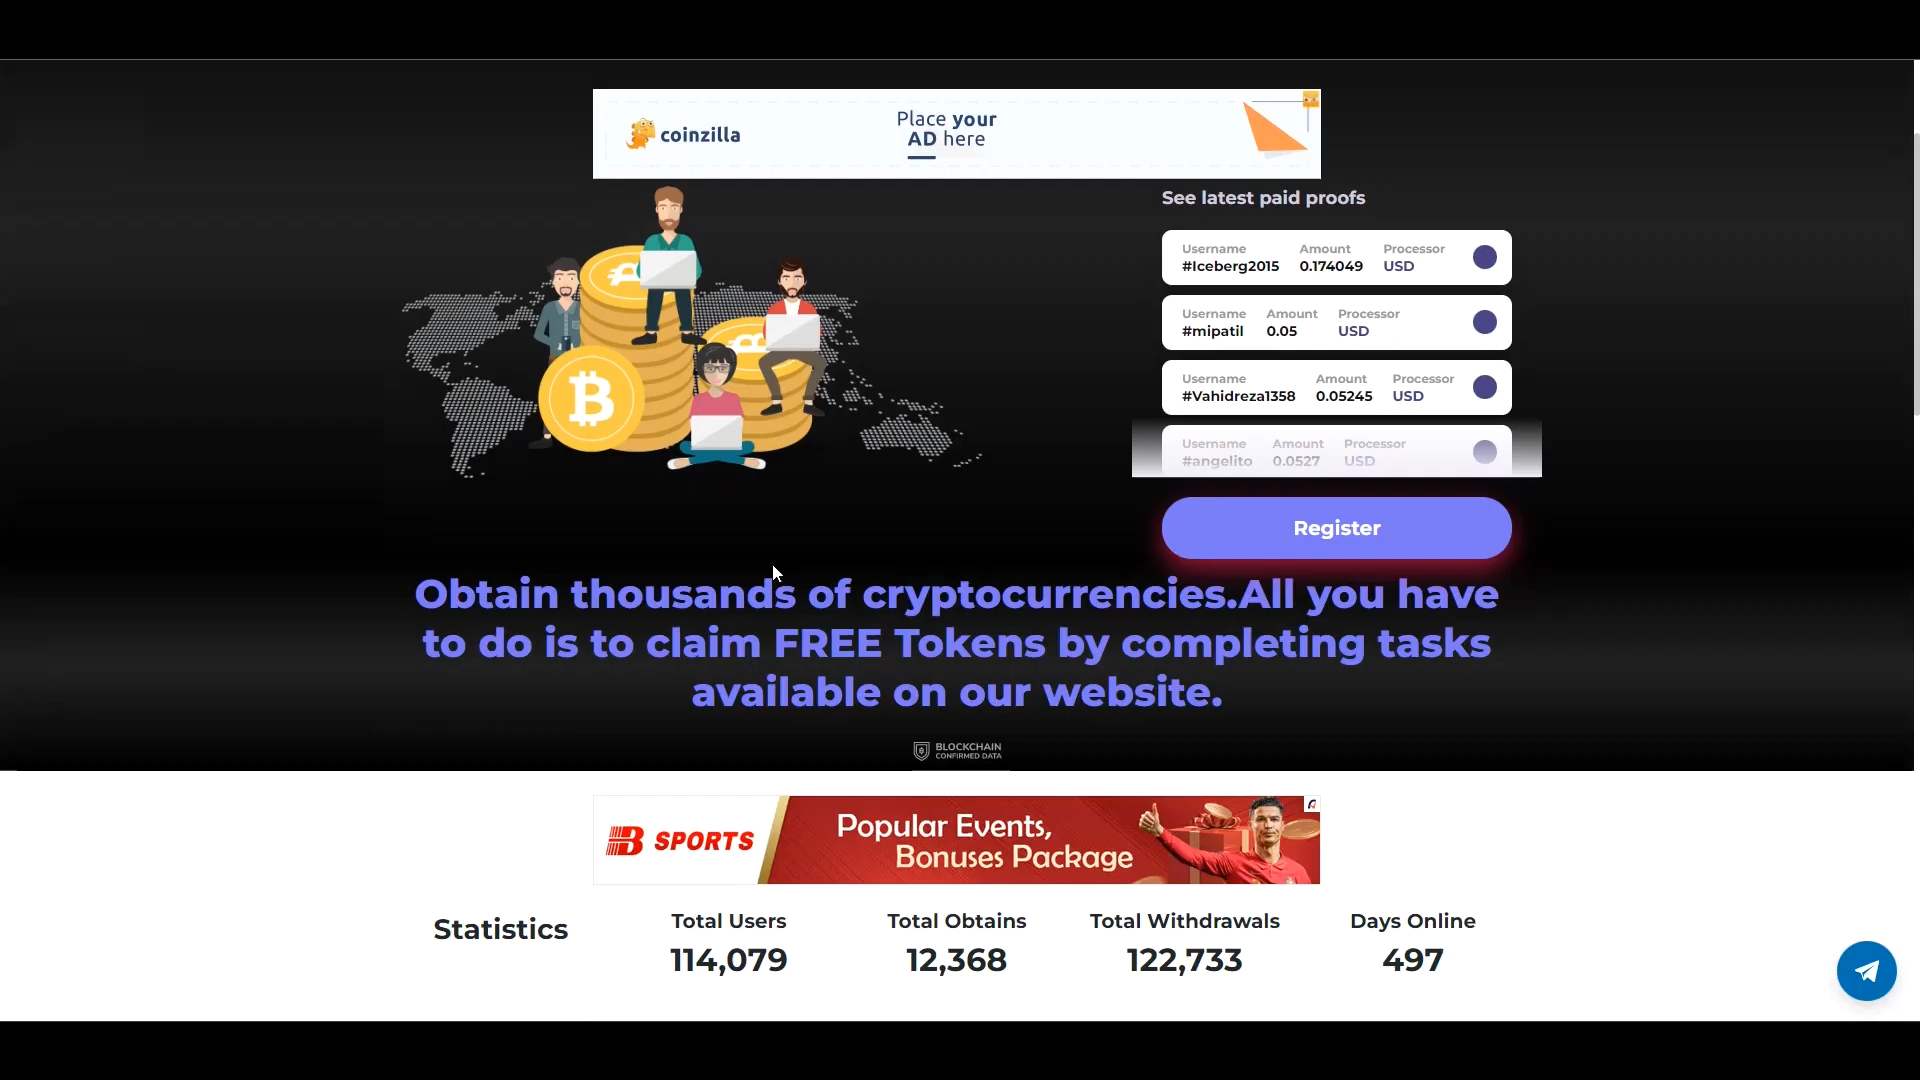 coinzilla
Place your
AD here
See latest paid proofs
Username Amount Processor
#Iceberg2015 0.174049 USD
Username Amount Processor
#mipatil 0.05 USD
Username Amount Processor
#Vahidreza1358 0.05245 USD
Username Amount Processor
#angelito 0.0527 USD
Register
Obtain thousands of cryptocurrencies.All you have
to do is to claim FREE Tokens by completing tasks
available on our website.
BLOCKCHAIN
CONFIRMED DATA
SPORTS
Popular Events,
Bonuses Package
Statistics
Total Users
114,079
Total Obtains
12,368
Total Withdrawals
122,733
Days Online
497